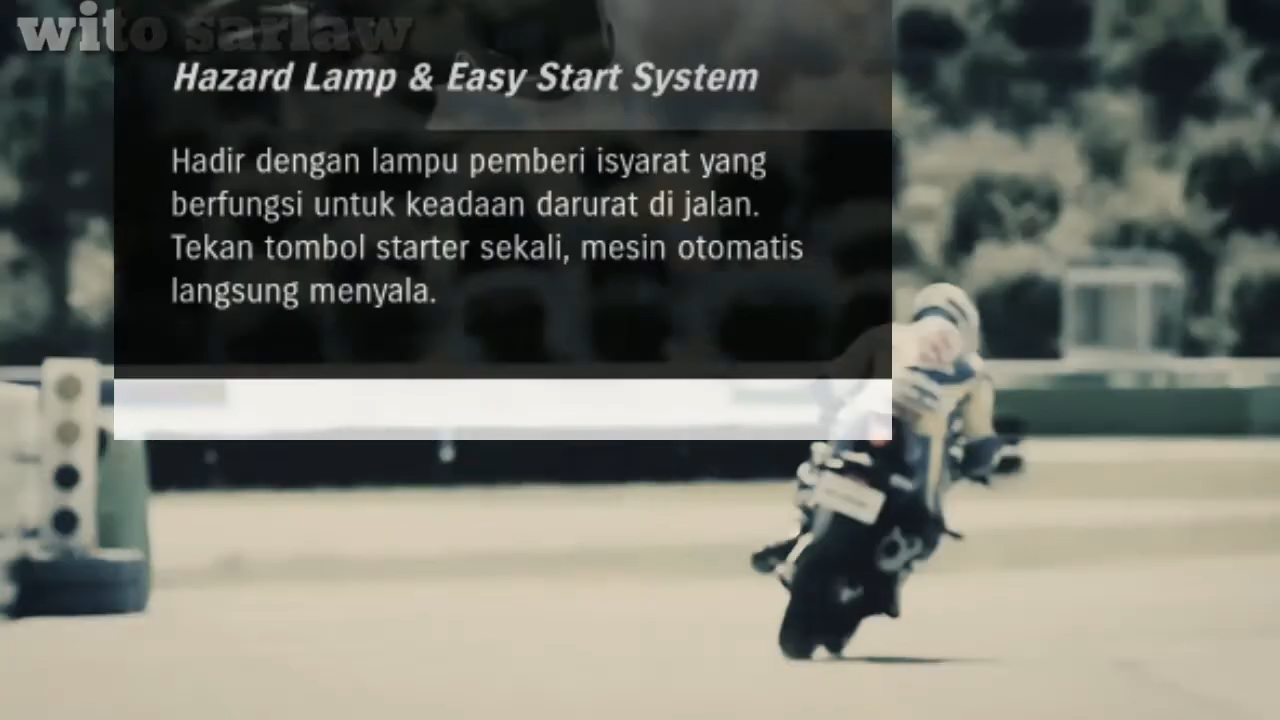 wito sarlaw
Hazard Lamp & Easy Start System
Hadir dengan lampu pemberi isyarat yang
berfungsi untuk keadaan darurat di jalan.
Tekan tombol starter sekali, mesin otomatis
langsung menyala.